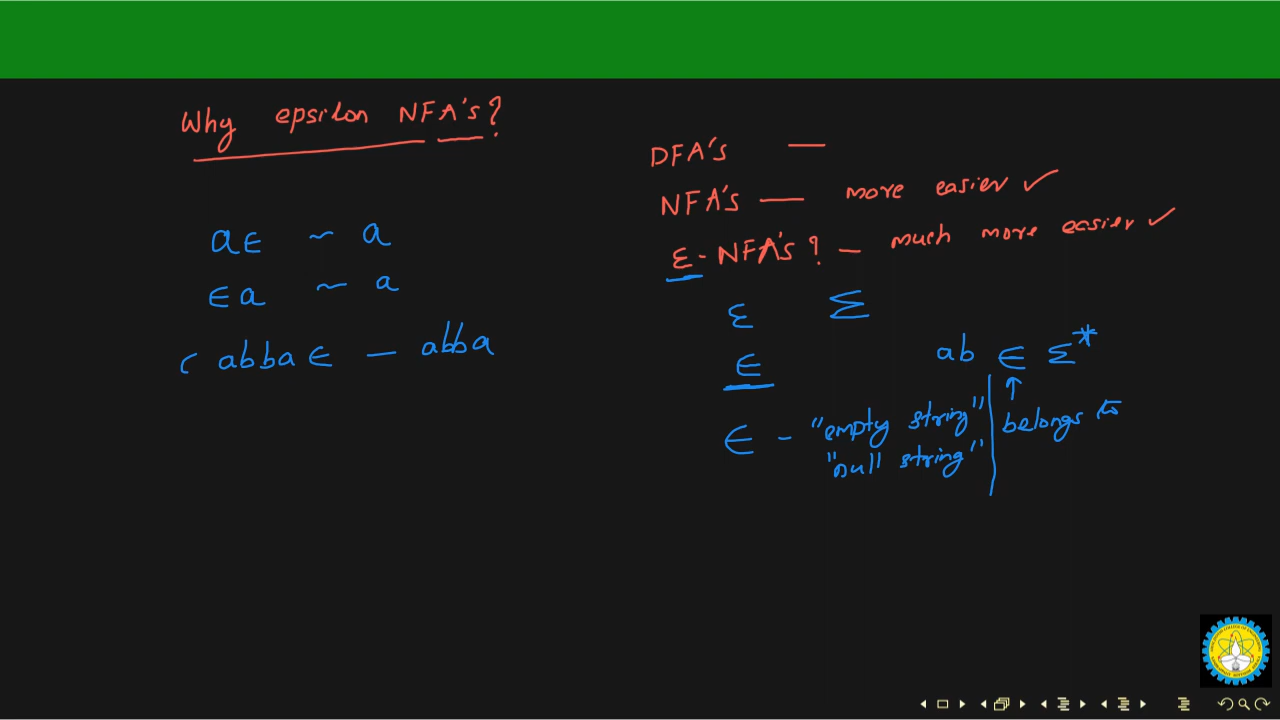 Why epsilon NFA's?
aϵ ~ a
ϵa ~ a
( abbaϵ — abba
DFA's —
NFA's — more easier ✓
ε - NFA's? — much more easier ✓
ε Σ
ϵ
ab ∈ Σ*
↑
belongs to
ϵ - "empty string"
"null string"